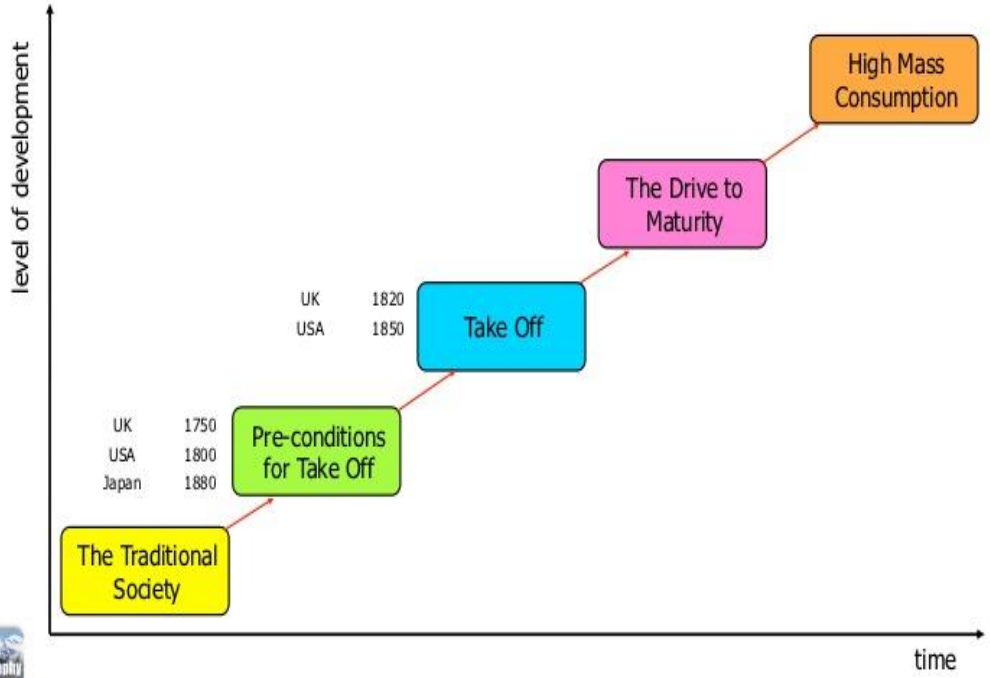 level of development
High Mass
Consumption
The Drive to
Maturity
UK 1820
USA 1850
Take Off
UK 1750
USA 1800
Japan 1880
Pre-conditions
for Take Off
The Traditional
Society
time